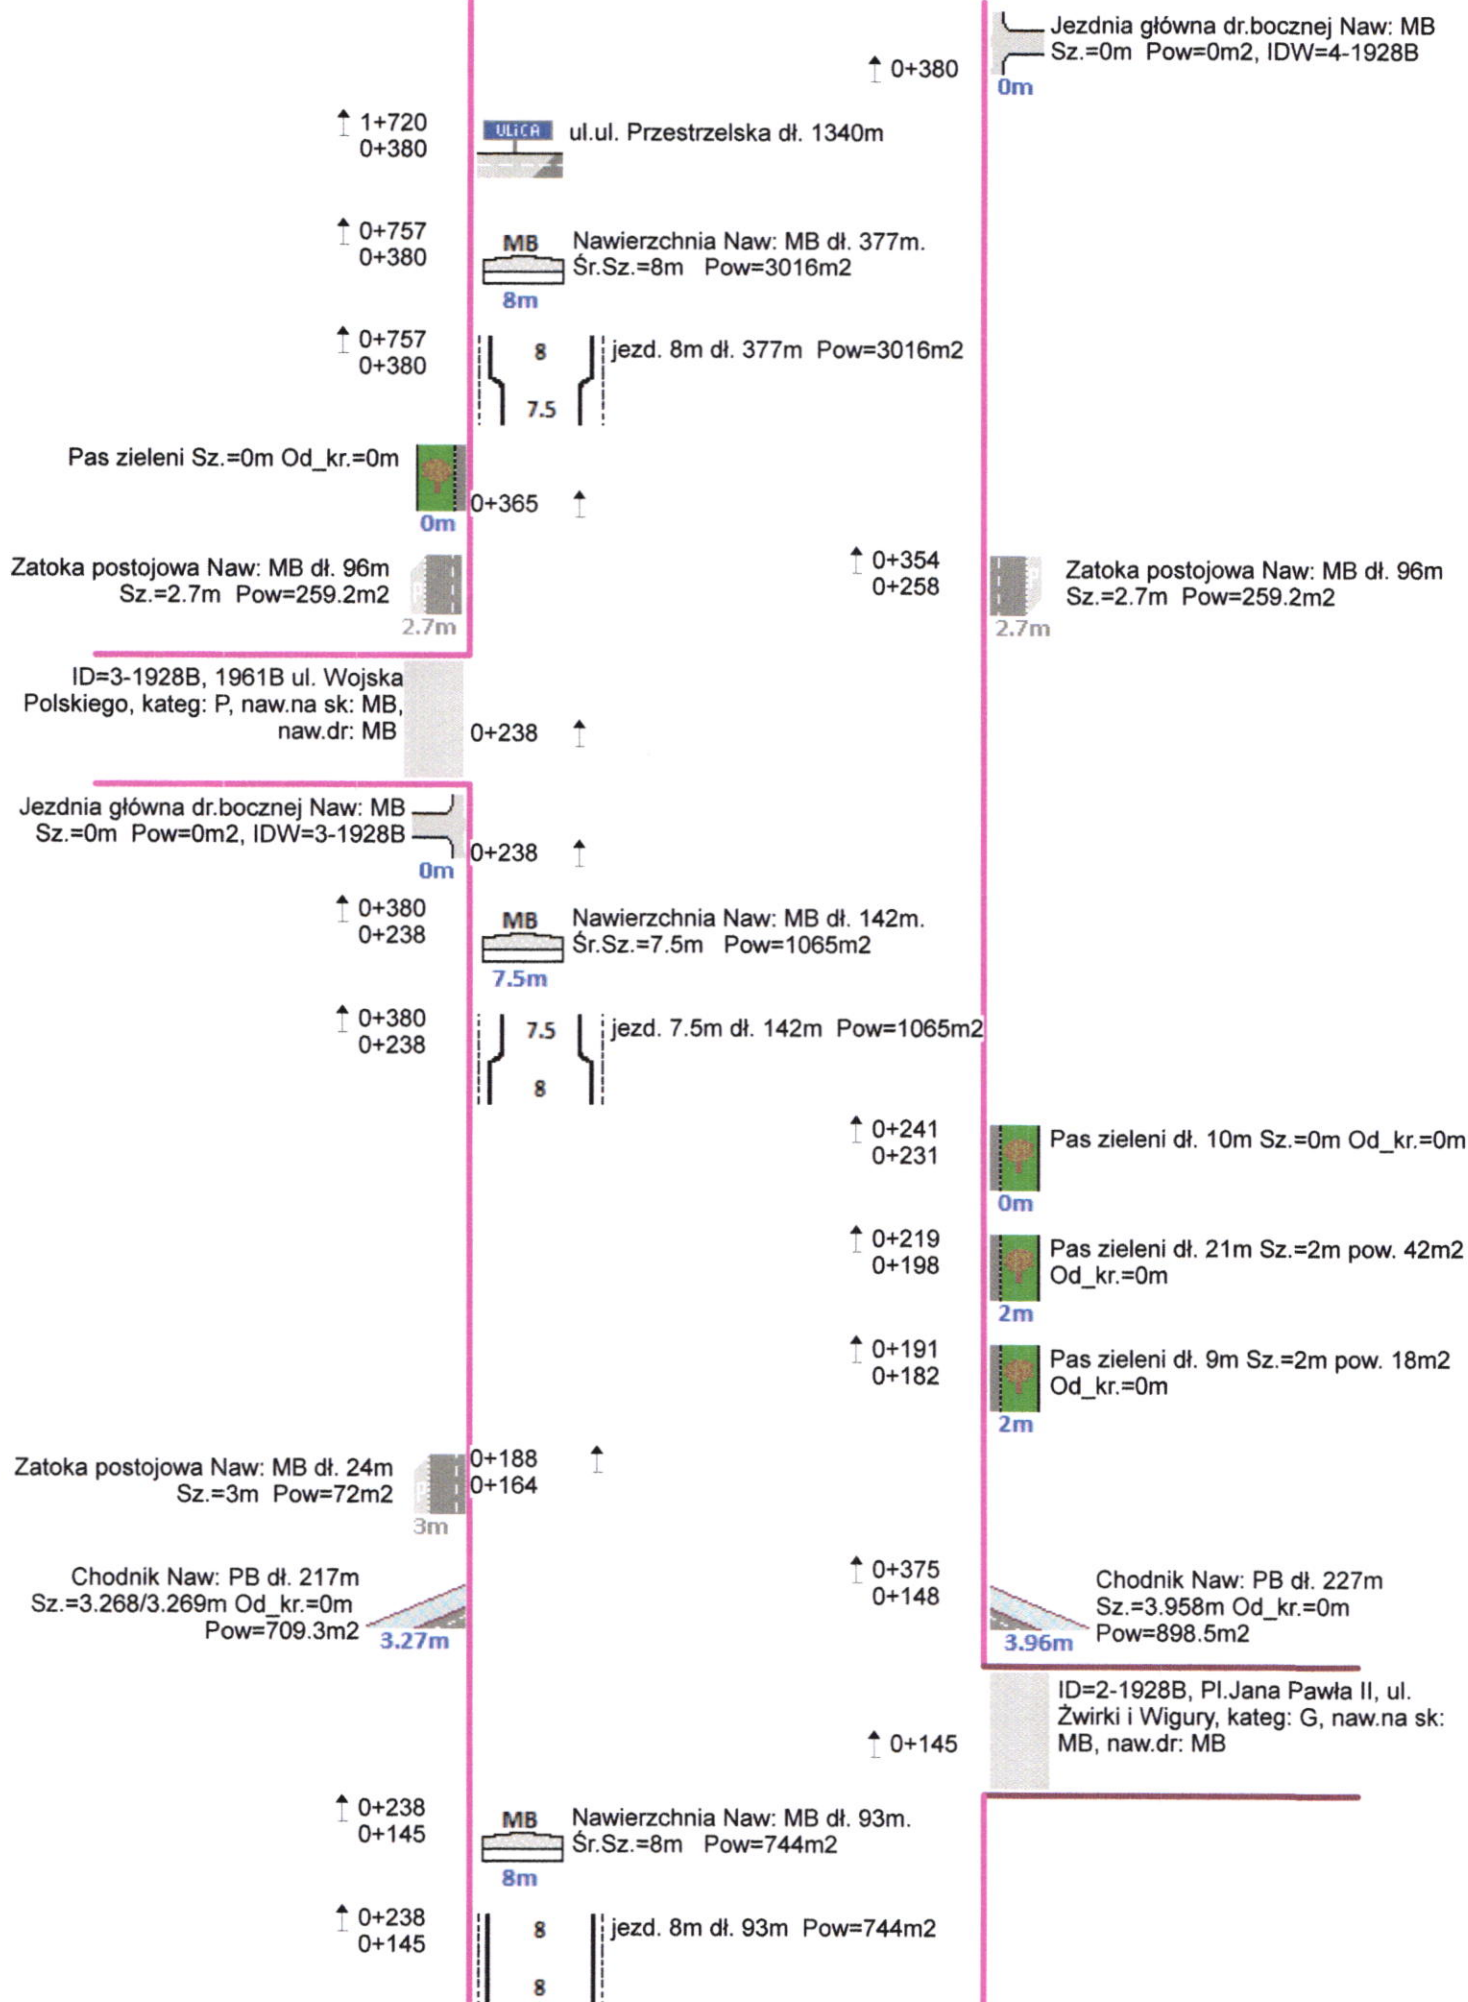 Jezdnia główna dr.bocznej Naw: MB
Sz.=0m Pow=0m2, IDW=4-1928B
0+380
0m
1+720
0+380
ULiCA
ul.ul. Przestrzelska dł. 1340m
0+757
0+380
MB
8m
Nawierzchnia Naw: MB dł. 377m.
Śr.Sz.=8m Pow=3016m2
0+757
0+380
8
7.5
jezd. 8m dł. 377m Pow=3016m2
Pas zieleni Sz.=0m Od_kr.=0m
0m
0+365
Zatoka postojowa Naw: MB dł. 96m
Sz.=2.7m Pow=259.2m2
P
2.7m
0+354
0+258
Zatoka postojowa Naw: MB dł. 96m
Sz.=2.7m Pow=259.2m2
2.7m
ID=3-1928B, 1961B ul. Wojska
Polskiego, kateg: P, naw.na sk: MB,
naw.dr: MB
0+238
Jezdnia główna dr.bocznej Naw: MB
Sz.=0m Pow=0m2, IDW=3-1928B
0m
0+238
0+380
0+238
MB
7.5m
Nawierzchnia Naw: MB dł. 142m.
Śr.Sz.=7.5m Pow=1065m2
0+380
0+238
7.5
8
jezd. 7.5m dł. 142m Pow=1065m2
0+241
0+231
Pas zieleni dł. 10m Sz.=0m Od_kr.=0m
0m
0+219
0+198
Pas zieleni dł. 21m Sz.=2m pow. 42m2
Od_kr.=0m
2m
0+191
0+182
Pas zieleni dł. 9m Sz.=2m pow. 18m2
Od_kr.=0m
2m
Zatoka postojowa Naw: MB dł. 24m
Sz.=3m Pow=72m2
P
3m
0+188
0+164
Chodnik Naw: PB dł. 217m
Sz.=3.268/3.269m Od_kr.=0m
Pow=709.3m2
3.27m
0+375
0+148
Chodnik Naw: PB dł. 227m
Sz.=3.958m Od_kr.=0m
Pow=898.5m2
3.96m
ID=2-1928B, Pl.Jana Pawła II, ul.
Żwirki i Wigury, kateg: G, naw.na sk:
MB, naw.dr: MB
0+145
0+238
0+145
MB
8m
Nawierzchnia Naw: MB dł. 93m.
Śr.Sz.=8m Pow=744m2
0+238
0+145
8
8
jezd. 8m dł. 93m Pow=744m2